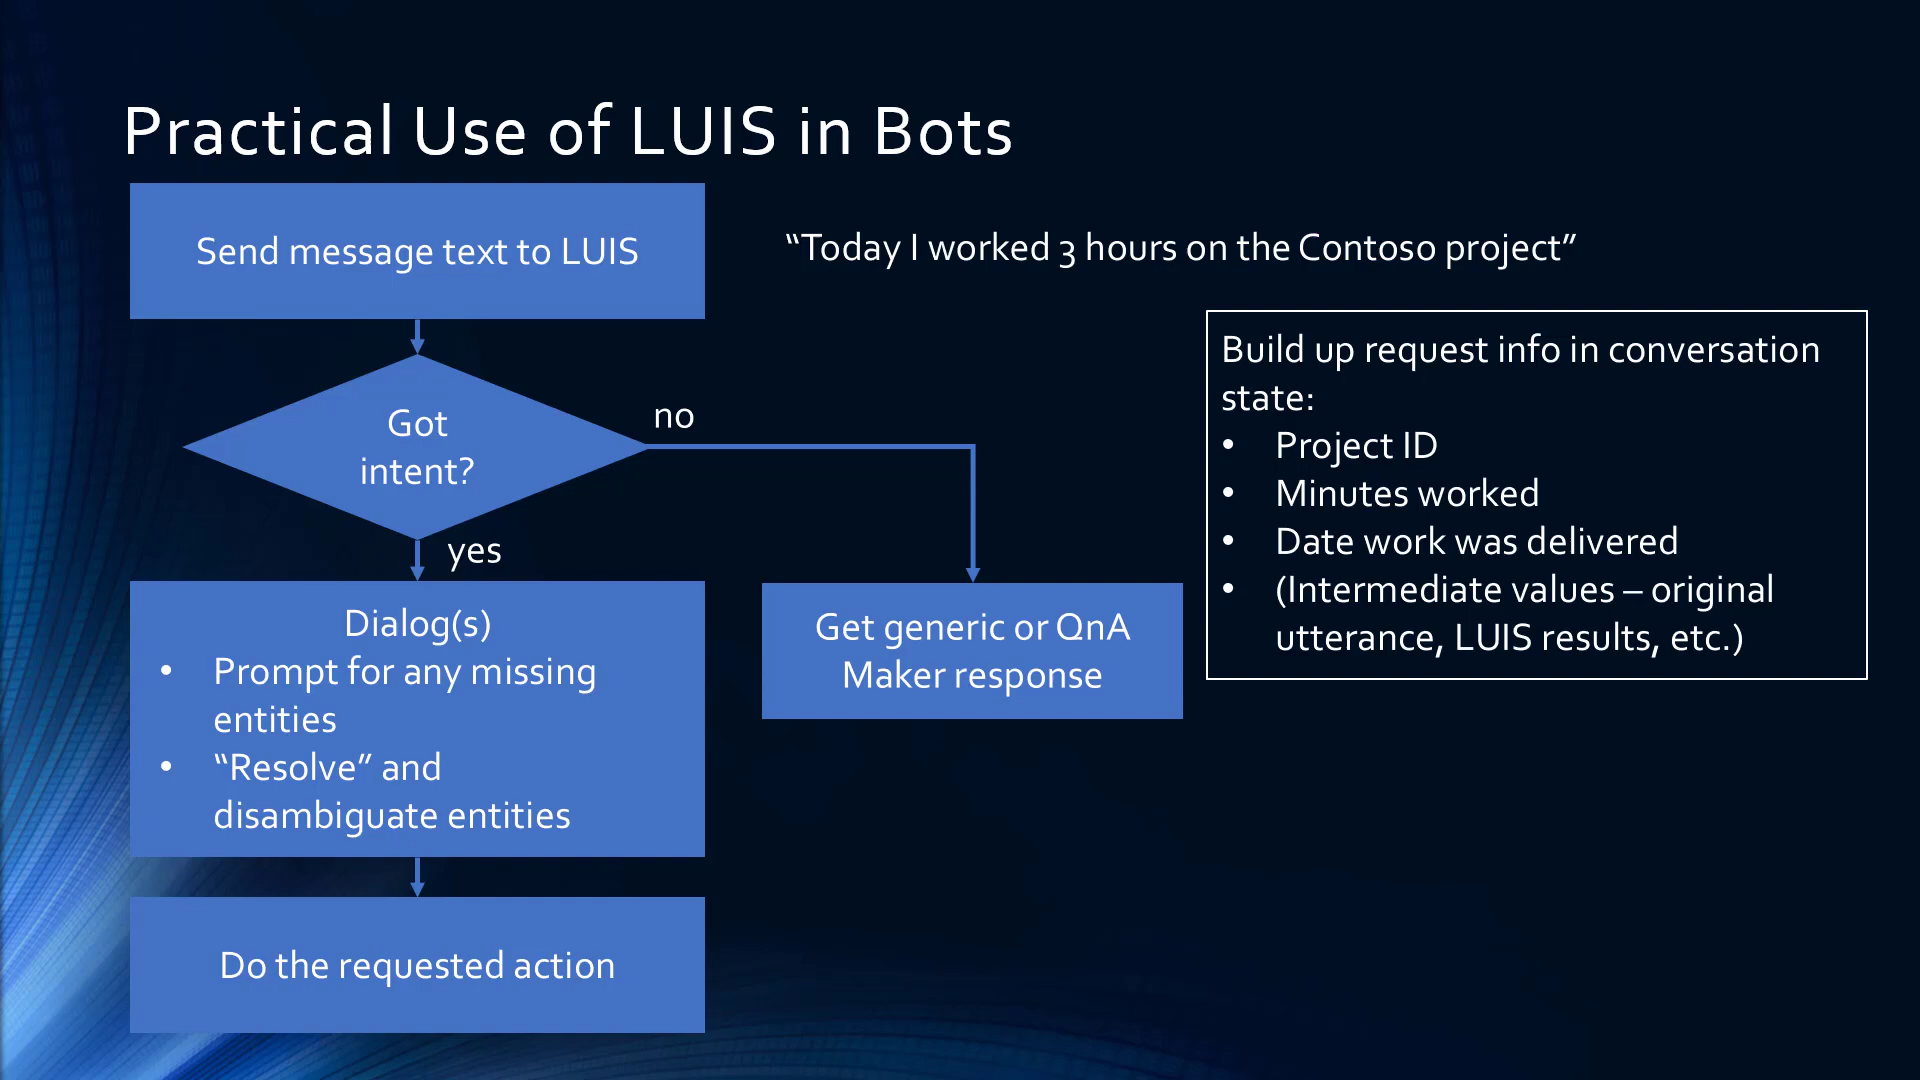 Practical Use of LUIS in Bots
Send message text to LUIS
“Today I worked 3 hours on the Contoso project”
Got
intent?
no
yes
Dialog(s)
• Prompt for any missing
entities
• “Resolve” and
disambiguate entities
Do the requested action
Get generic or QnA
Maker response
Build up request info in conversation
state:
• Project ID
• Minutes worked
• Date work was delivered
• (Intermediate values – original
utterance, LUIS results, etc.)